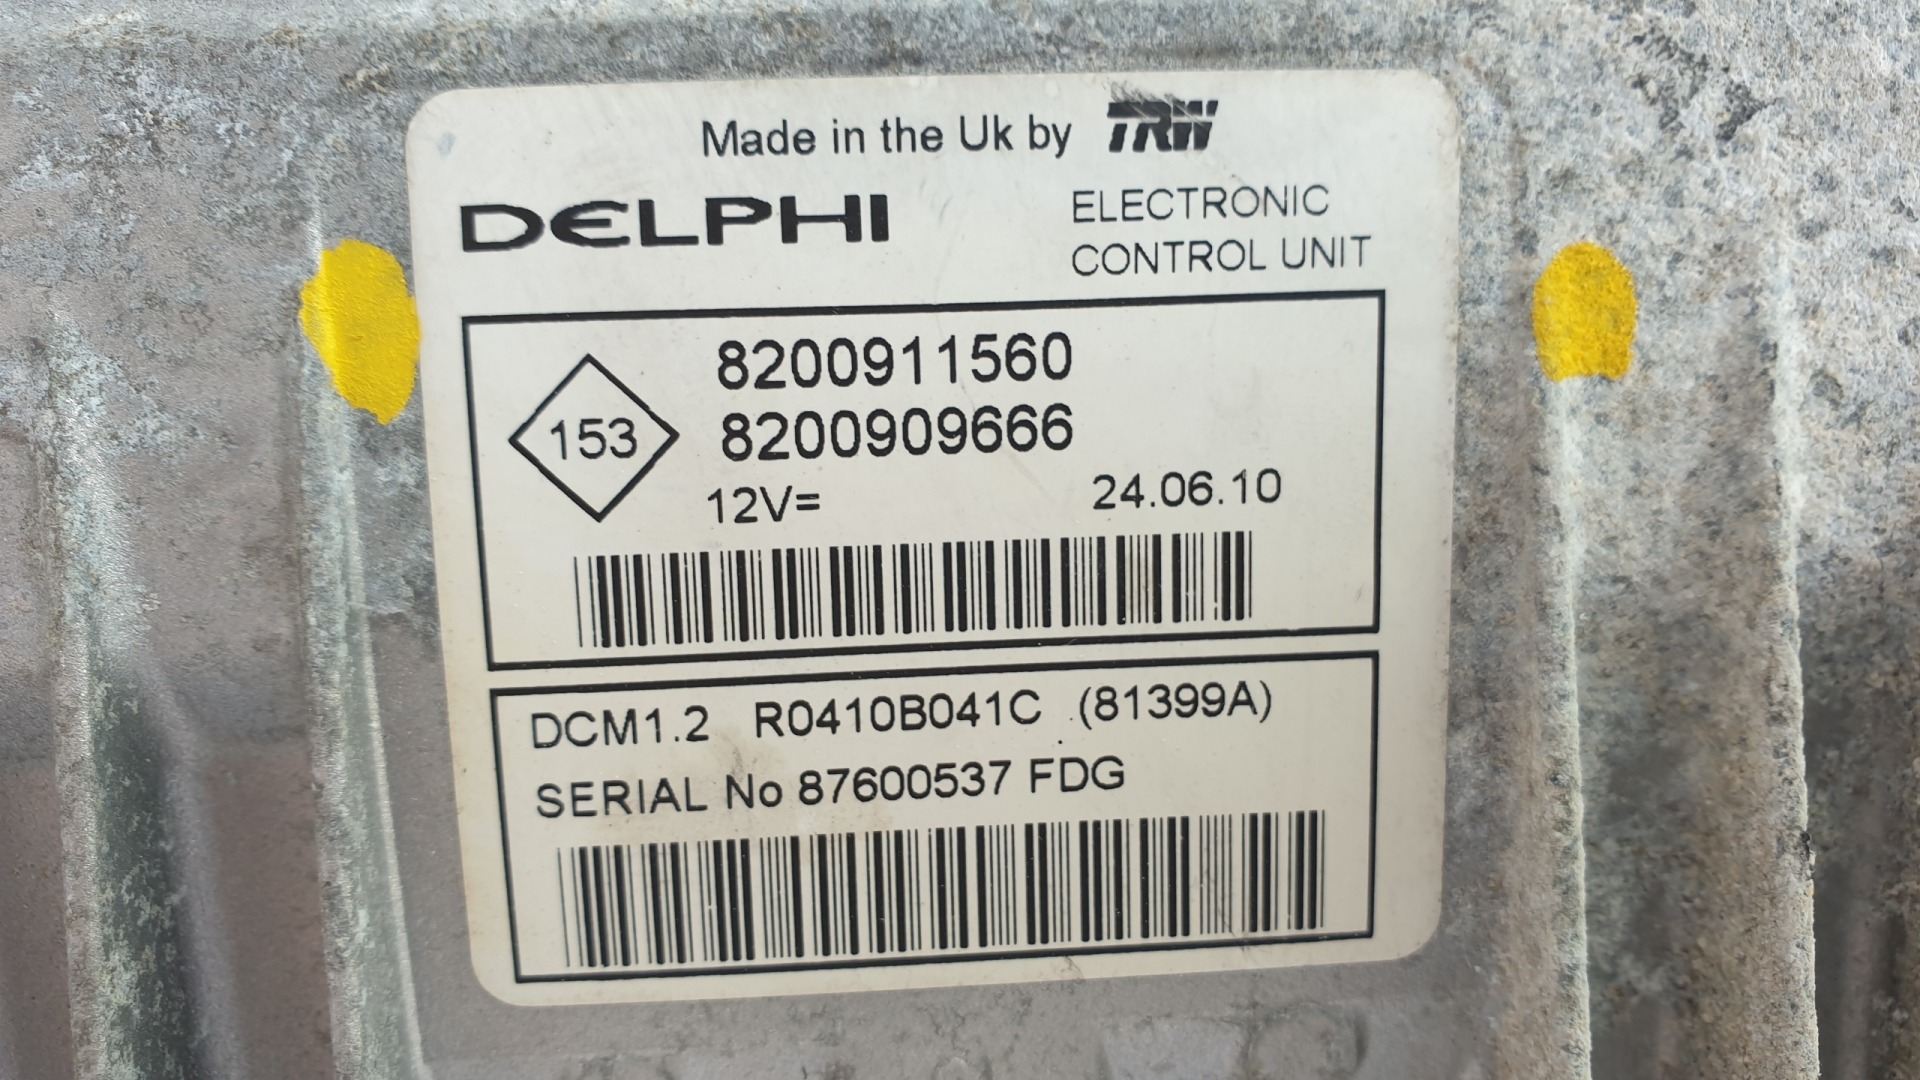 Made in the Uk by TRW
DELPHI
ELECTRONIC
CONTROL UNIT
153
8200911560
8200909666
12V=
24.06.10
DCM1.2 R0410B041C (81399A)
SERIAL No 87600537 FDG